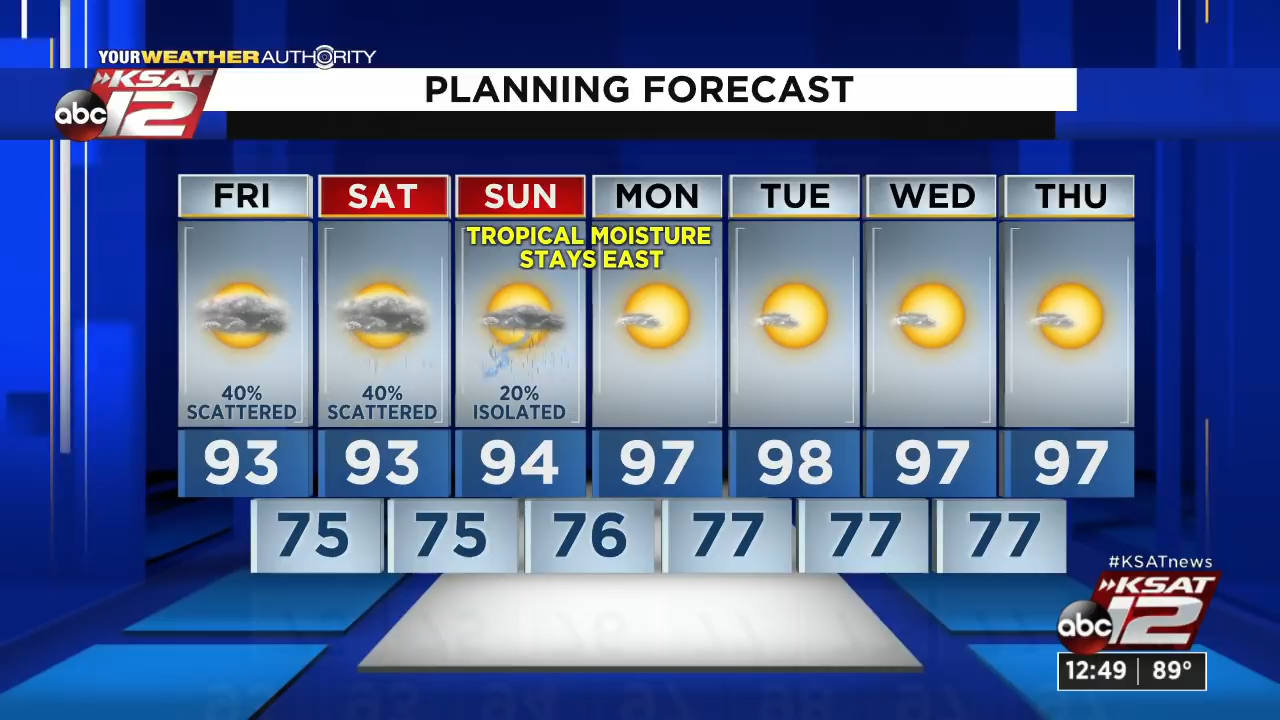 YOURWEATHERAUTHORITY
KSAT
abc 12
PLANNING FORECAST
FRI SAT SUN MON TUE WED THU
TROPICAL MOISTURE
STAYS EAST
40% 40% 20%
SCATTERED SCATTERED ISOLATED
93 93 94 97 98 97 97
75 75 76 77 77 77
#KSATnews
KSAT
abc 12
12:49 89°